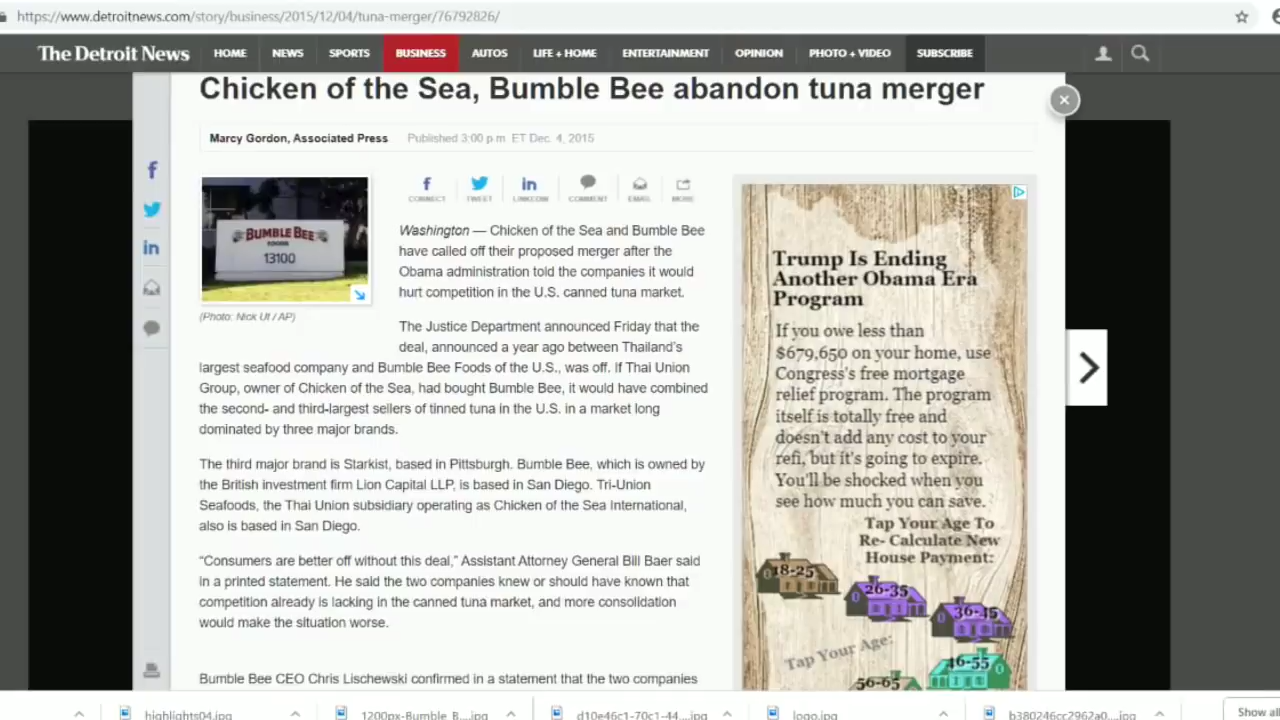 https://www.detroitnews.com/story/business/2015/12/04/tuna-merger/76792826/
The Detroit News HOME NEWS SPORTS BUSINESS AUTOS LIFE + HOME ENTERTAINMENT OPINION PHOTO + VIDEO SUBSCRIBE
Chicken of the Sea, Bumble Bee abandon tuna merger
Marcy Gordon, Associated Press Published 3:00 p.m. ET Dec. 4, 2015
BUMBLE BEE
FOODS
13100
(Photo: Nick Ut / AP)
CONNECT TWEET LINKEDIN COMMENT EMAIL MORE
Washington — Chicken of the Sea and Bumble Bee
have called off their proposed merger after the
Obama administration told the companies it would
hurt competition in the U.S. canned tuna market.
The Justice Department announced Friday that the
deal, announced a year ago between Thailand's
largest seafood company and Bumble Bee Foods of the U.S., was off. If Thai Union
Group, owner of Chicken of the Sea, had bought Bumble Bee, it would have combined
the second- and third-largest sellers of tinned tuna in the U.S. in a market long
dominated by three major brands.
The third major brand is Starkist, based in Pittsburgh. Bumble Bee, which is owned by
the British investment firm Lion Capital LLP, is based in San Diego. Tri-Union
Seafoods, the Thai Union subsidiary operating as Chicken of the Sea International,
also is based in San Diego.
“Consumers are better off without this deal,” Assistant Attorney General Bill Baer said
in a printed statement. He said the two companies knew or should have known that
competition already is lacking in the canned tuna market, and more consolidation
would make the situation worse.
Bumble Bee CEO Chris Lischewski confirmed in a statement that the two companies
Trump Is Ending
Another Obama Era
Program
If you owe less than
$679,650 on your home, use
Congress's free mortgage
relief program. The program
itself is totally free and
doesn't add any cost to your
refi, but it's going to expire.
You'll be shocked when you
see how much you can save.
Tap Your Age To
Re- Calculate New
House Payment:
18-25
26-35
36-45
Tap Your Age:
46-55
56-65
highlights04.jpg 1200px-Bumble_B....jpg d10e46c1-70c1-44....jpg logo.jpg b380246cc2962a0....jpg Show all